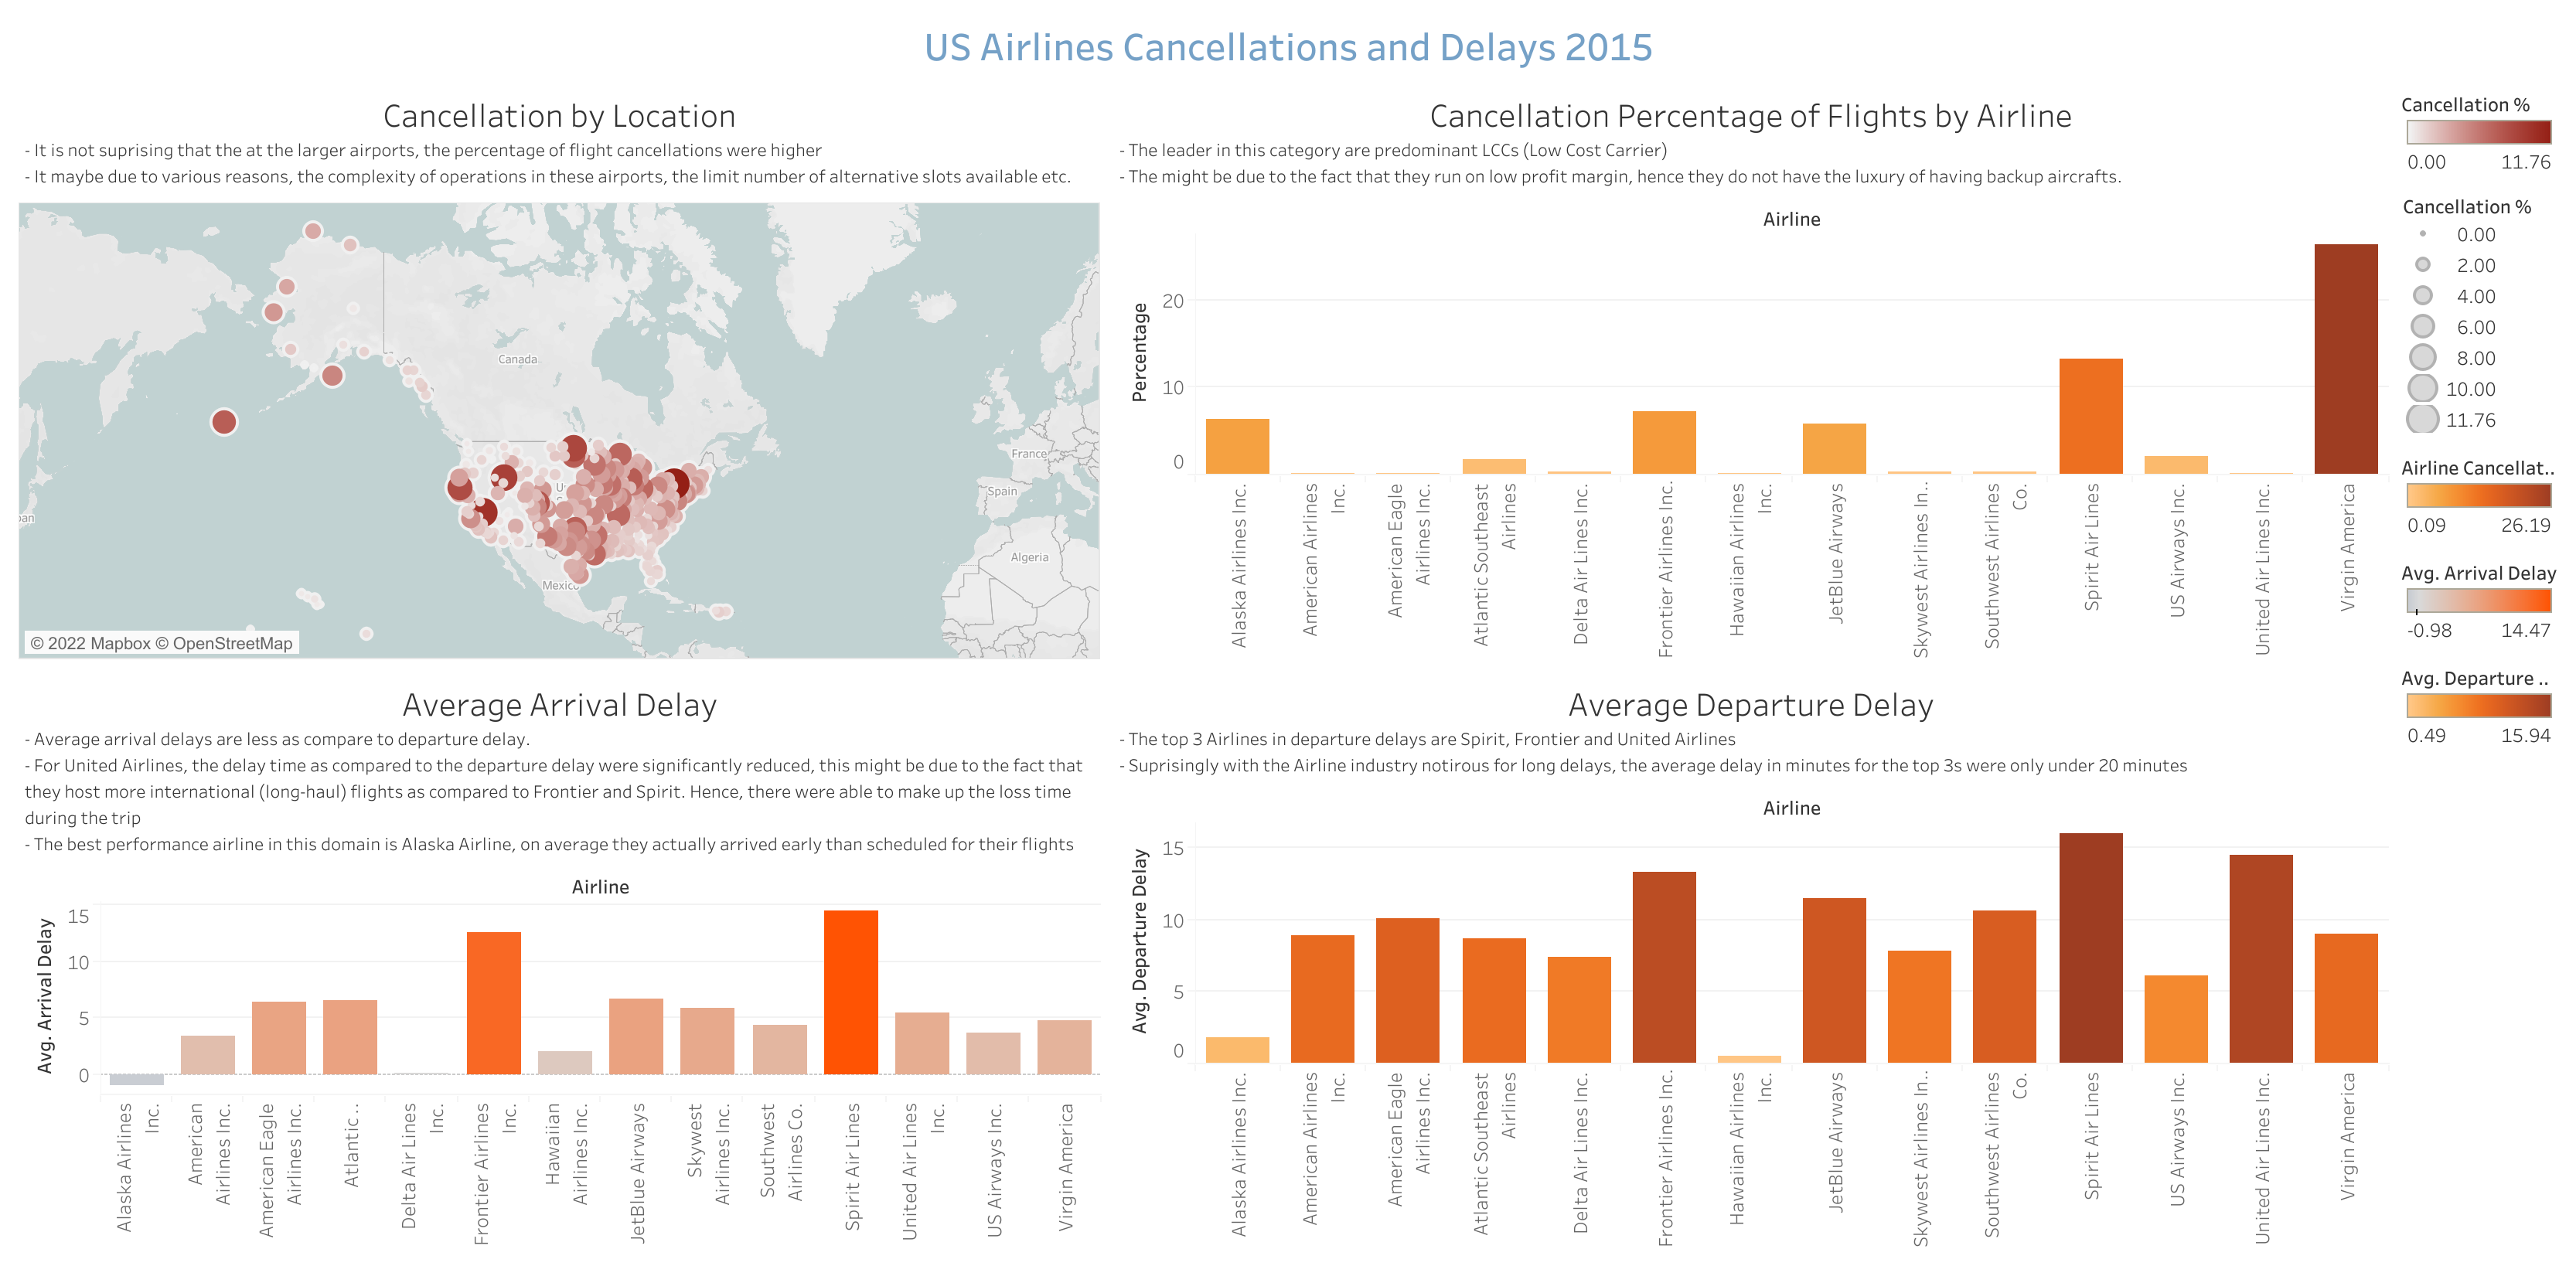 US Airlines Cancellations and Delays 2015
Cancellation by Location
- It is not suprising that the at the larger airports, the percentage of flight cancellations were higher
- It maybe due to various reasons, the complexity of operations in these airports, the limit number of alternative slots available etc.
Canada
Mexico
France
Spain
Algeria
© 2022 Mapbox © OpenStreetMap
Cancellation Percentage of Flights by Airline
- The leader in this category are predominant LCCs (Low Cost Carrier)
- The might be due to the fact that they run on low profit margin, hence they do not have the luxury of having backup aircrafts.
Airline
Percentage
20
10
0
Alaska Airlines Inc.
American Airlines
Inc.
American Eagle
Airlines Inc.
Atlantic Southeast
Airlines
Delta Air Lines Inc.
Frontier Airlines Inc.
Hawaiian Airlines
Inc.
JetBlue Airways
Skywest Airlines In..
Southwest Airlines
Co.
Spirit Air Lines
US Airways Inc.
United Air Lines Inc.
Virgin America
Cancellation %
0.00 11.76
Cancellation %
0.00
2.00
4.00
6.00
8.00
10.00
11.76
Airline Cancellat..
0.09 26.19
Avg. Arrival Delay
-0.98 14.47
Avg. Departure ..
0.49 15.94
Average Arrival Delay
- Average arrival delays are less as compare to departure delay.
- For United Airlines, the delay time as compared to the departure delay were significantly reduced, this might be due to the fact that
they host more international (long-haul) flights as compared to Frontier and Spirit. Hence, there were able to make up the loss time
during the trip
- The best performance airline in this domain is Alaska Airline, on average they actually arrived early than scheduled for their flights
Airline
Avg. Arrival Delay
15
10
5
0
Alaska Airlines
Inc.
American
Airlines Inc.
American Eagle
Airlines Inc.
Atlantic ..
Delta Air Lines
Inc.
Frontier Airlines
Inc.
Hawaiian
Airlines Inc.
JetBlue Airways
Skywest
Airlines Inc.
Southwest
Airlines Co.
Spirit Air Lines
United Air Lines
Inc.
US Airways Inc.
Virgin America
Average Departure Delay
- The top 3 Airlines in departure delays are Spirit, Frontier and United Airlines
- Suprisingly with the Airline industry notirous for long delays, the average delay in minutes for the top 3s were only under 20 minutes
Airline
Avg. Departure Delay
15
10
5
0
Alaska Airlines Inc.
American Airlines
Inc.
American Eagle
Airlines Inc.
Atlantic Southeast
Airlines
Delta Air Lines Inc.
Frontier Airlines Inc.
Hawaiian Airlines
Inc.
JetBlue Airways
Skywest Airlines In..
Southwest Airlines
Co.
Spirit Air Lines
US Airways Inc.
United Air Lines Inc.
Virgin America